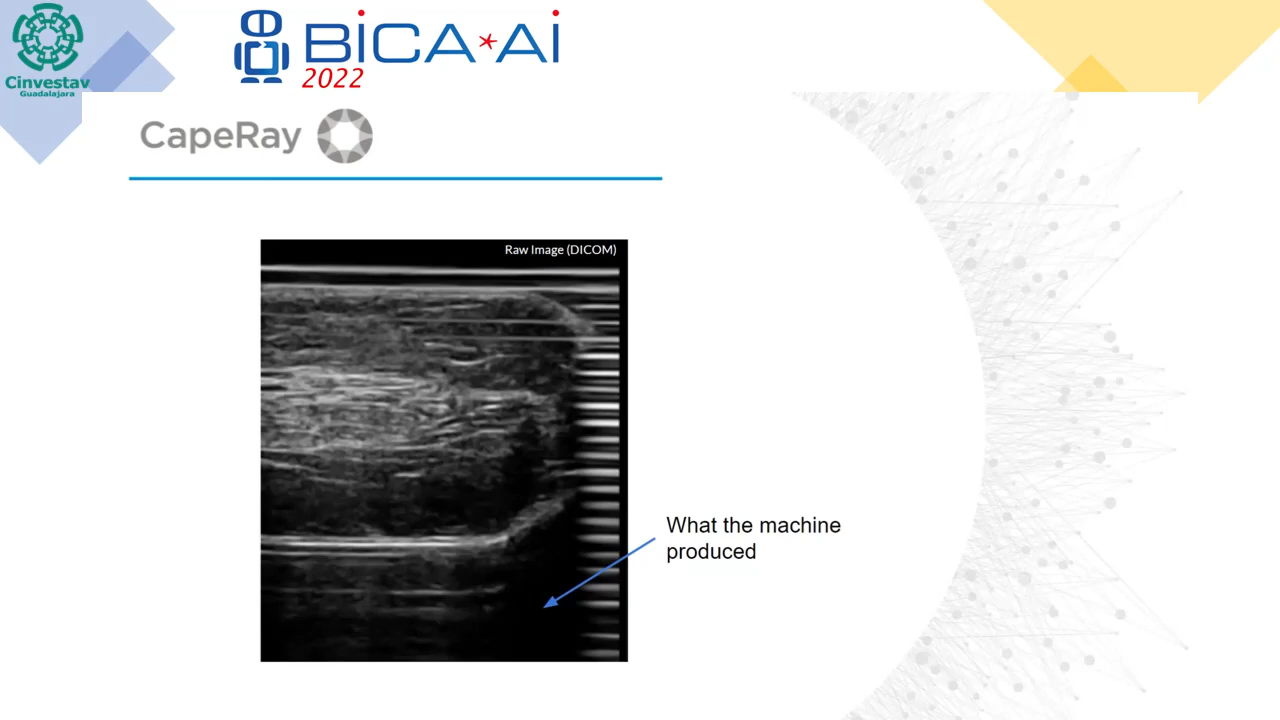 Cinvestav
Guadalajara
BiCA*Ai
2022
CapeRay
Raw Image (DICOM)
What the machine
produced